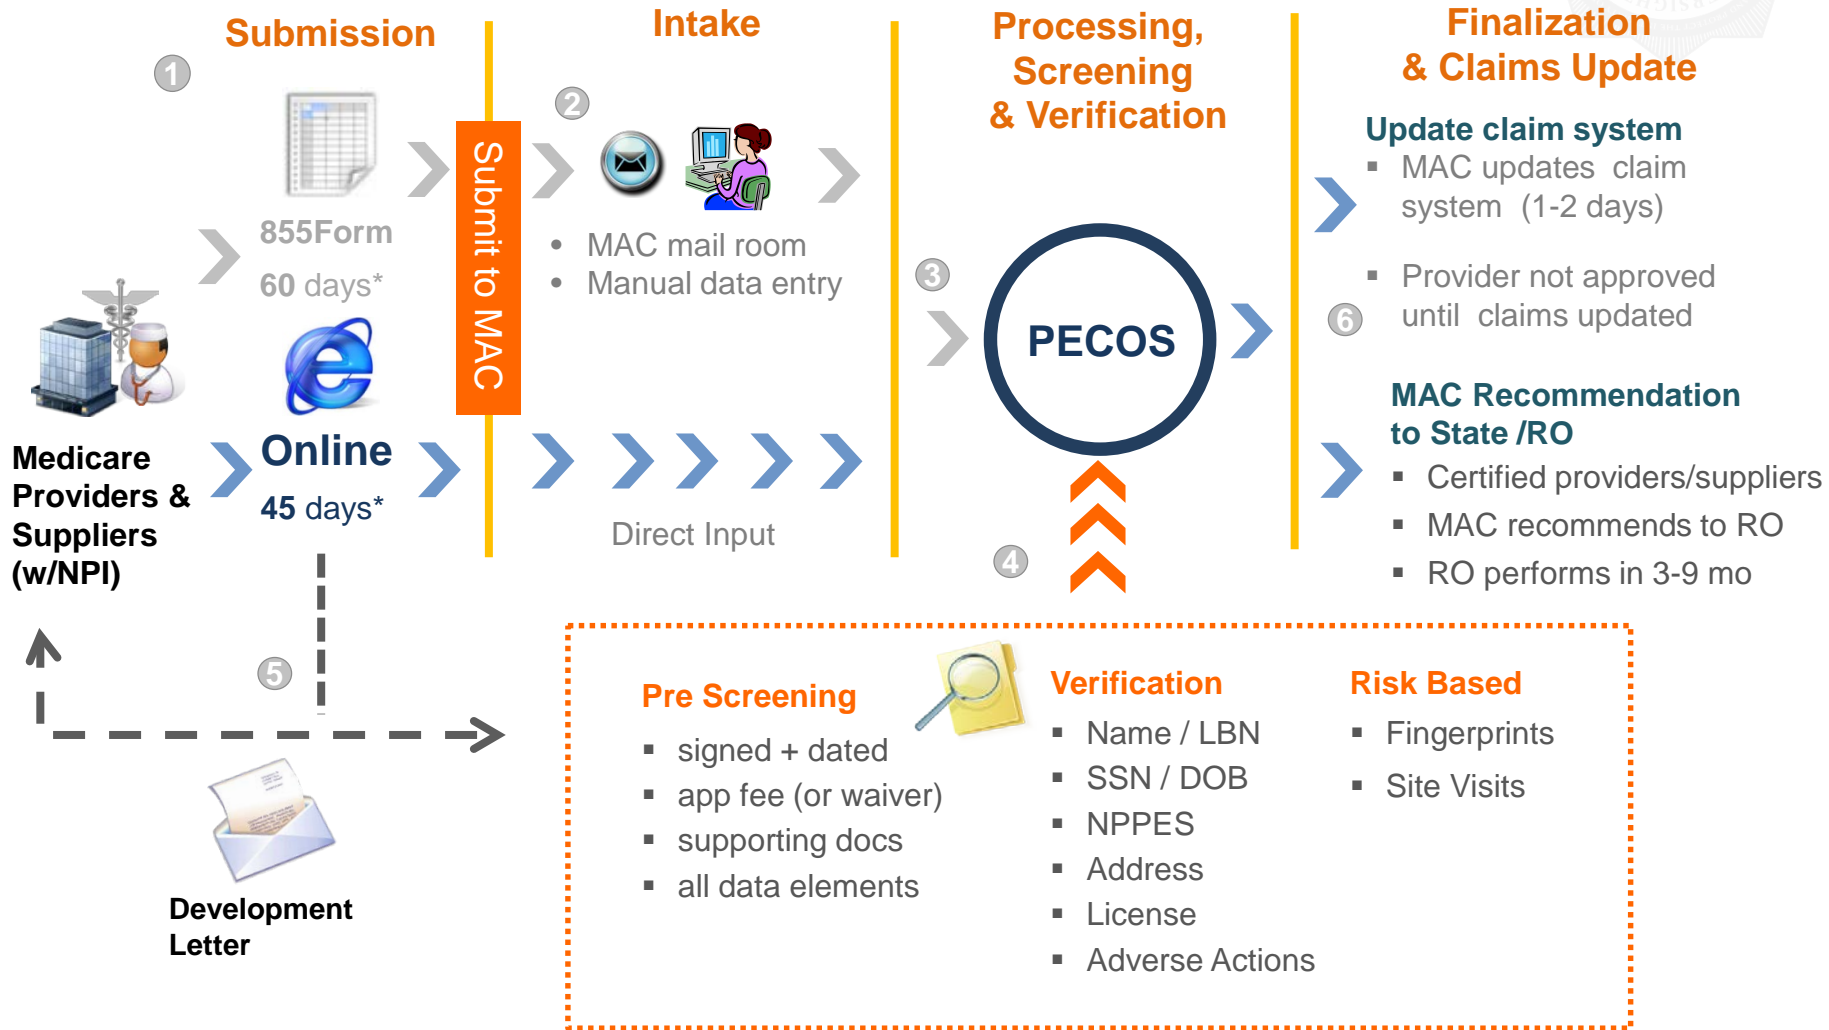 Submission
1
855Form
60 days*
Online
45 days*
Medicare
Providers &
Suppliers
(w/NPI)
Submit to MAC
Intake
2
• MAC mail room
• Manual data entry
Direct Input
Processing,
Screening
& Verification
3
PECOS
4
Finalization
& Claims Update
Update claim system
▪ MAC updates claim
system (1-2 days)
▪ Provider not approved
until claims updated
6
MAC Recommendation
to State /RO
▪ Certified providers/suppliers
▪ MAC recommends to RO
▪ RO performs in 3-9 mo
5
Development
Letter
Pre Screening
▪ signed + dated
▪ app fee (or waiver)
▪ supporting docs
▪ all data elements
Verification
▪ Name / LBN
▪ SSN / DOB
▪ NPPES
▪ Address
▪ License
▪ Adverse Actions
Risk Based
▪ Fingerprints
▪ Site Visits